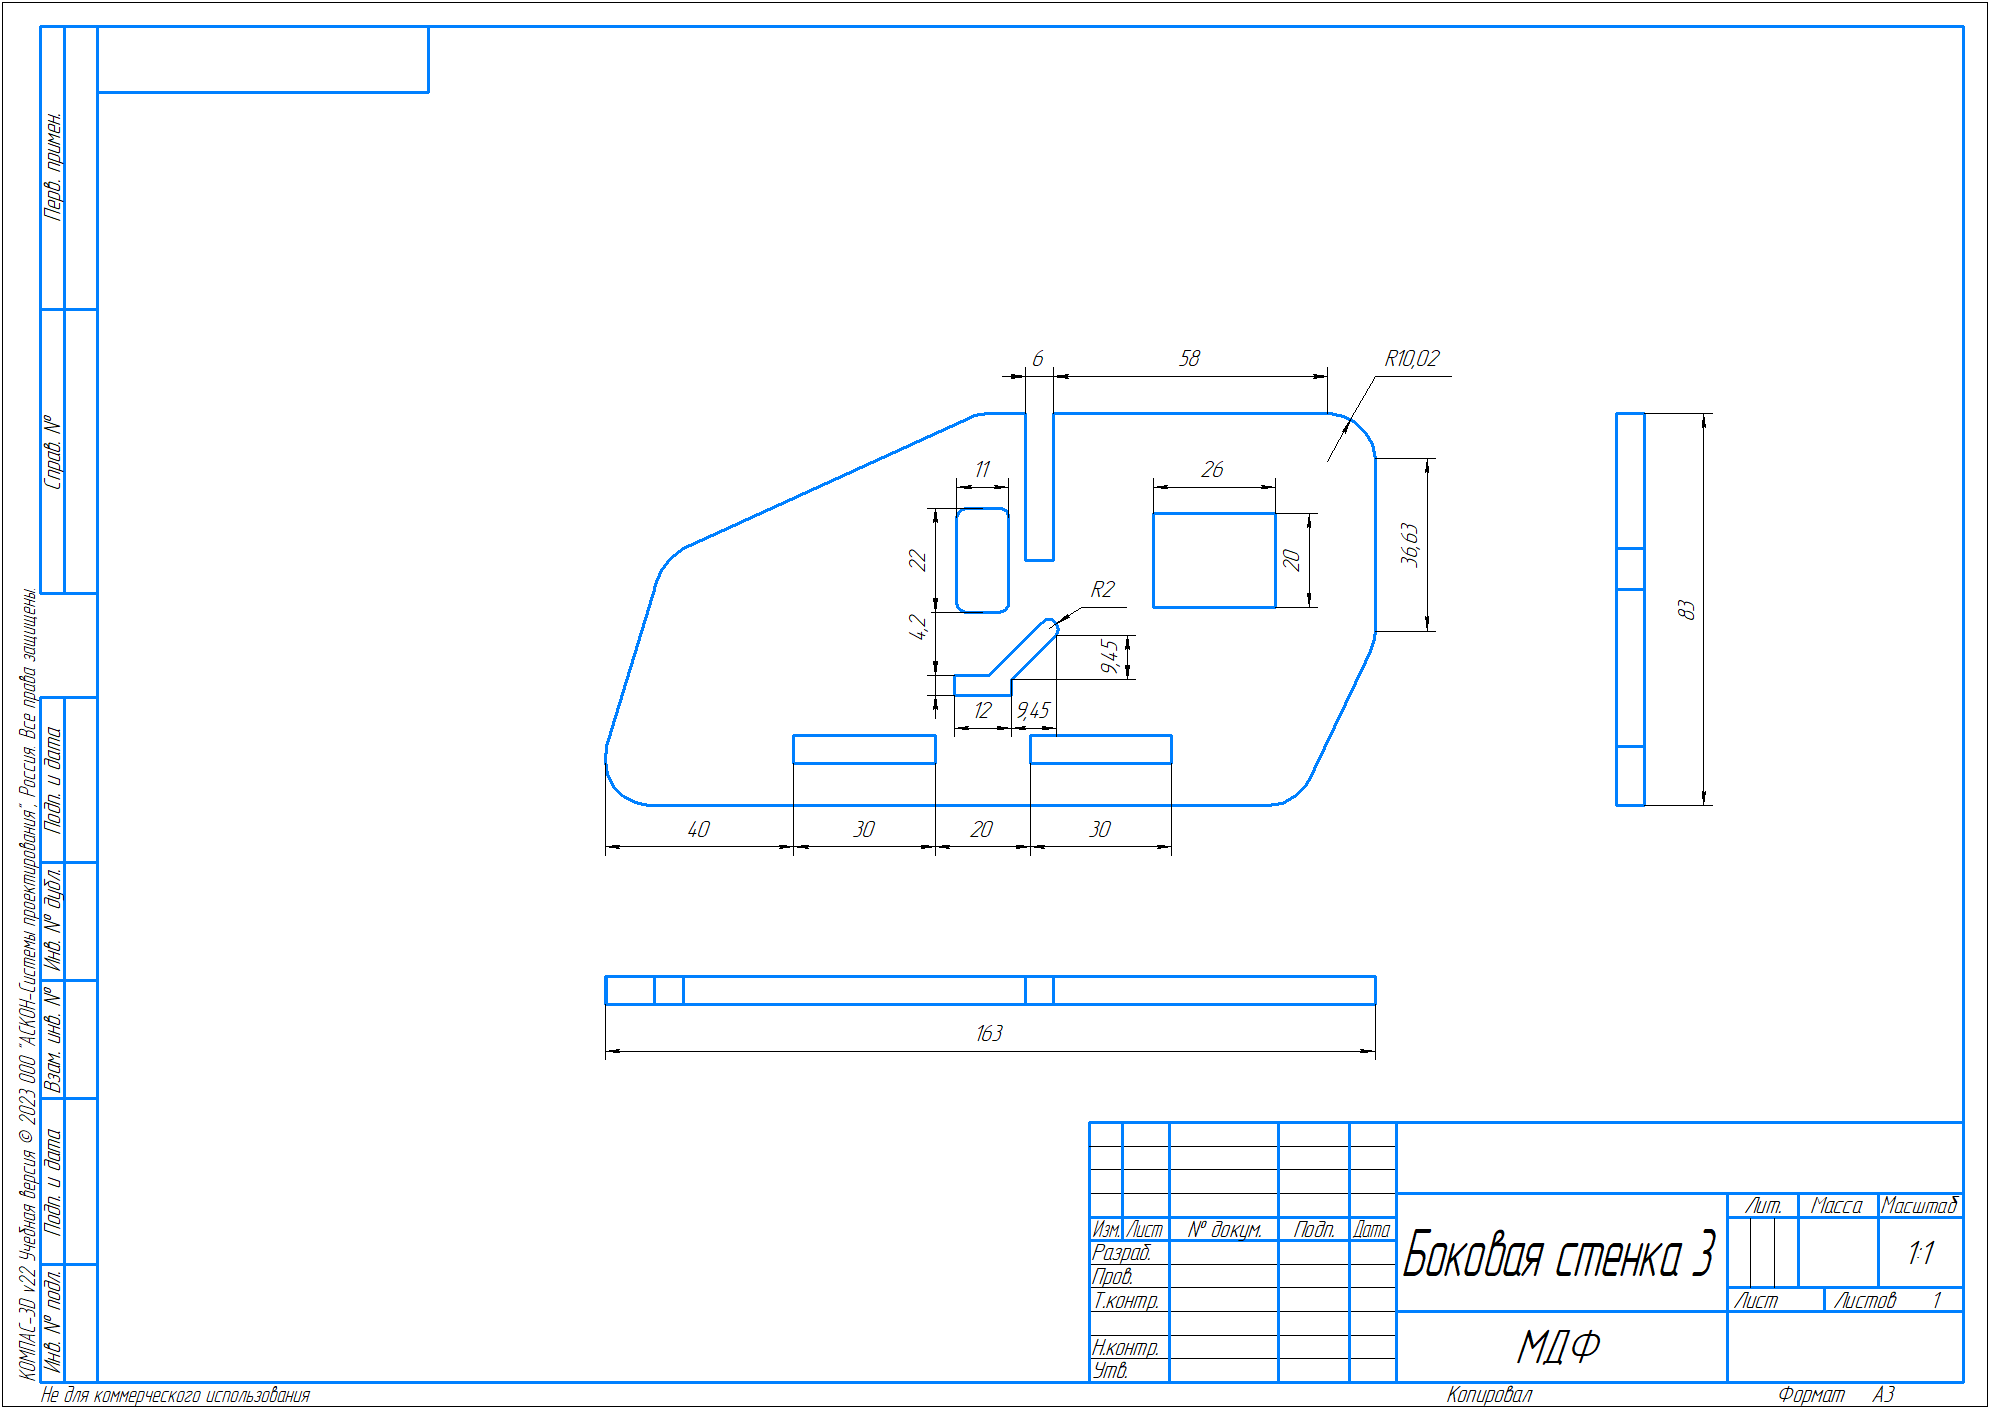 Перв. примен.
Справ. №
Подп. и дата
Инв. № дубл.
Взам. инв. №
Подп. и дата
Инв. № подл.
КОМПАС-3D v22 Учебная версия © 2023 ООО "АСКОН-Системы проектирования", Россия. Все права защищены.
6
58
R10,02
11
26
22
20
36,63
R2
4,2
9,45
12
9,45
83
40
30
20
30
163
Изм. Лист № докум. Подп. Дата
Разраб.
Пров.
Т.контр.
Н.контр.
Утв.
Боковая стенка 3
МДФ
Лит. Масса Масштаб
1:1
Лист Листов 1
Не для коммерческого использования
Копировал
Формат А3